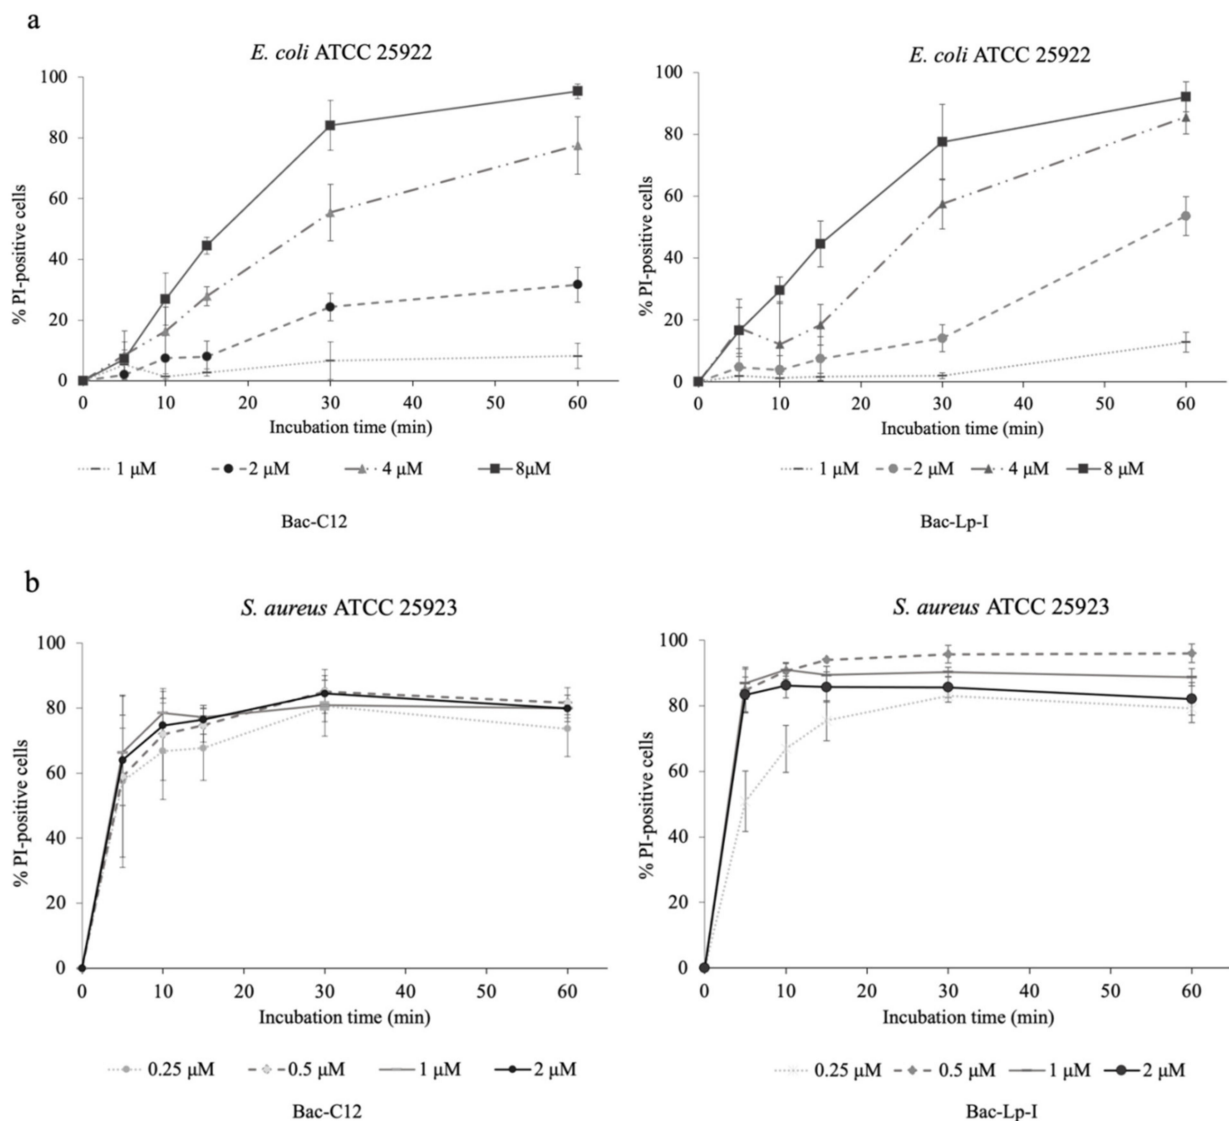 a
E. coli ATCC 25922
E. coli ATCC 25922
100
80
60
40
20
0
% PI-positive cells
0 10 20 30 40 50 60
Incubation time (min)
1 μM 2 μM 4 μM 8μM
Bac-C12
100
80
60
40
20
0
% PI-positive cells
0 10 20 30 40 50 60
Incubation time (min)
1 μM 2 μM 4 μM 8 μM
Bac-Lp-I
b
S. aureus ATCC 25923
S. aureus ATCC 25923
100
80
60
40
20
0
% PI-positive cells
0 10 20 30 40 50 60
Incubation time (min)
0.25 μM 0.5 μM 1 μM 2 μM
Bac-C12
100
80
60
40
20
0
% PI-positive cells
0 10 20 30 40 50 60
Incubation time (min)
0.25 μM 0.5 μM 1 μM 2 μM
Bac-Lp-I